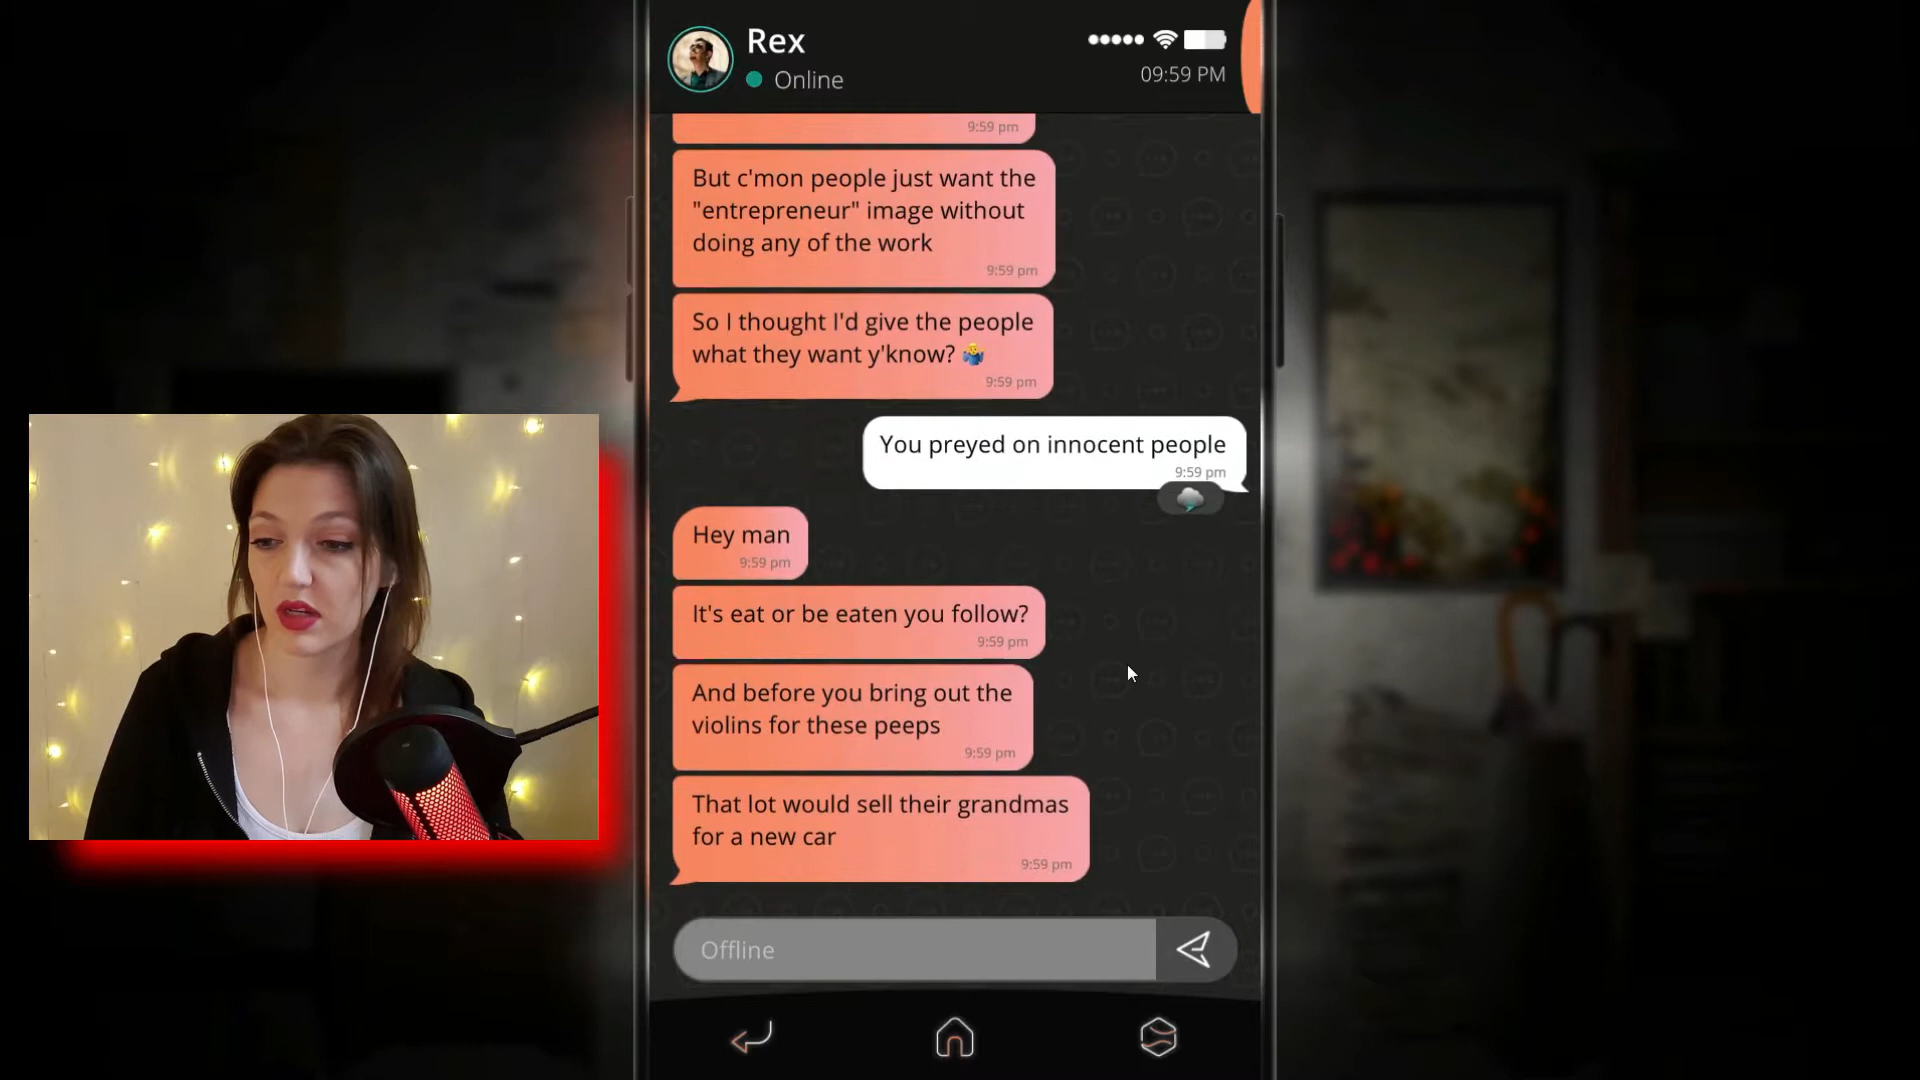 Rex
Online
09:59 PM
9:59 pm
But c'mon people just want the
"entrepreneur" image without
doing any of the work
9:59 pm
So I thought I'd give the people
what they want y'know? 🤷‍♂️
9:59 pm
You preyed on innocent people
9:59 pm
Hey man
9:59 pm
It's eat or be eaten you follow?
9:59 pm
And before you bring out the
violins for these peeps
9:59 pm
That lot would sell their grandmas
for a new car
9:59 pm
Offline